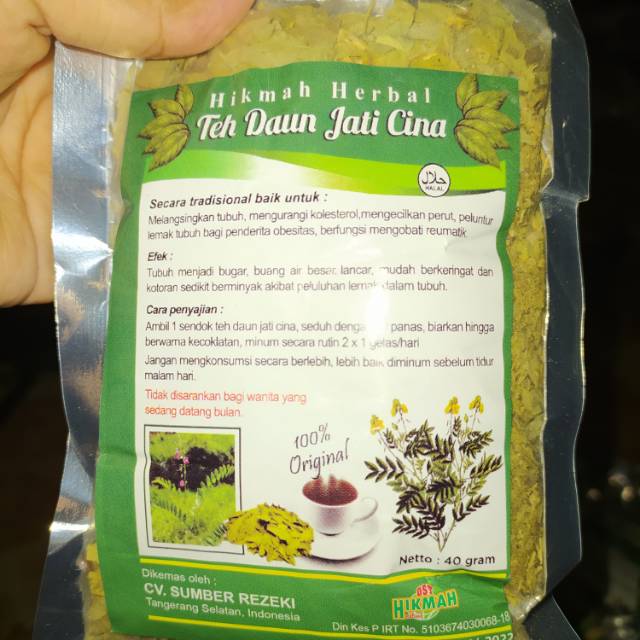 Hikmah Herbal
Teh Daun Jati Cina
حلال
HALAL
Secara tradisional baik untuk :
Melangsingkan tubuh, mengurangi kolesterol,mengecilkan perut, peluntur
lemak tubuh bagi penderita obesitas, berfungsi mengobati reumatik
Efek :
Tubuh menjadi bugar, buang air besar lancar, mudah berkeringat dan
kotoran sedikit berminyak akibat peluluhan lemak dalam tubuh.
Cara penyajian :
Ambil 1 sendok teh daun jati cina, seduh dengan panas, biarkan hingga
berwarna kecoklatan, minum secara rutin 2 x 1 gelas/hari
Jangan mengkonsumsi secara berlebih, lebih baik diminum sebelum tidur
malam hari.
Tidak disarankan bagi wanita yang
sedang datang bulan.
100%
Original
Netto : 40 gram
Dikemas oleh :
CV. SUMBER REZEKI
Tangerang Selatan, Indonesia
HIKMAH
Din Kes P IRT No. 5103674030068-18
2022